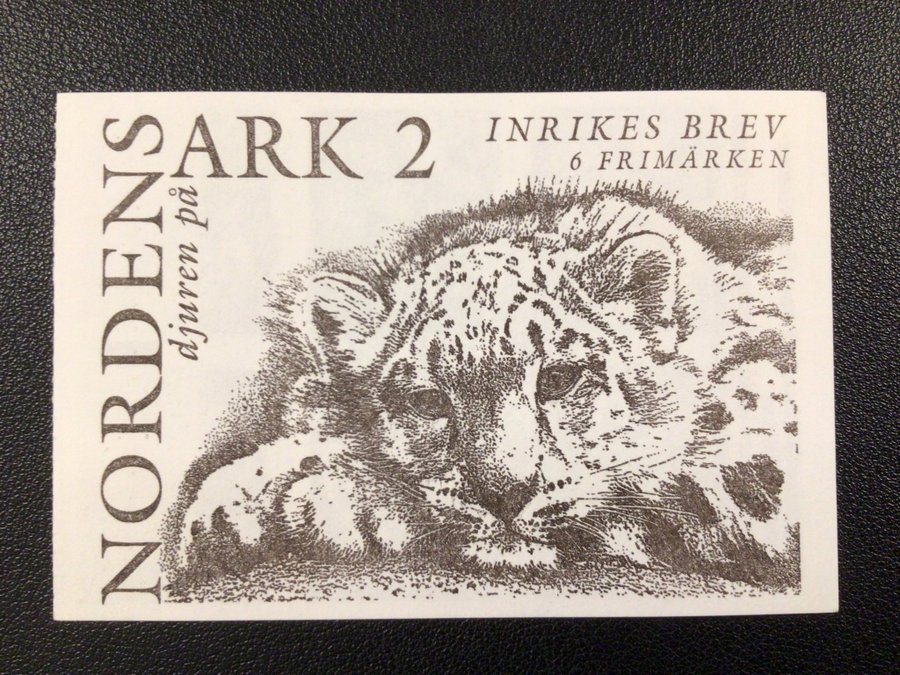 djuren på
NORDENS
ARK 2
INRIKES BREV
6 FRIMÄRKEN